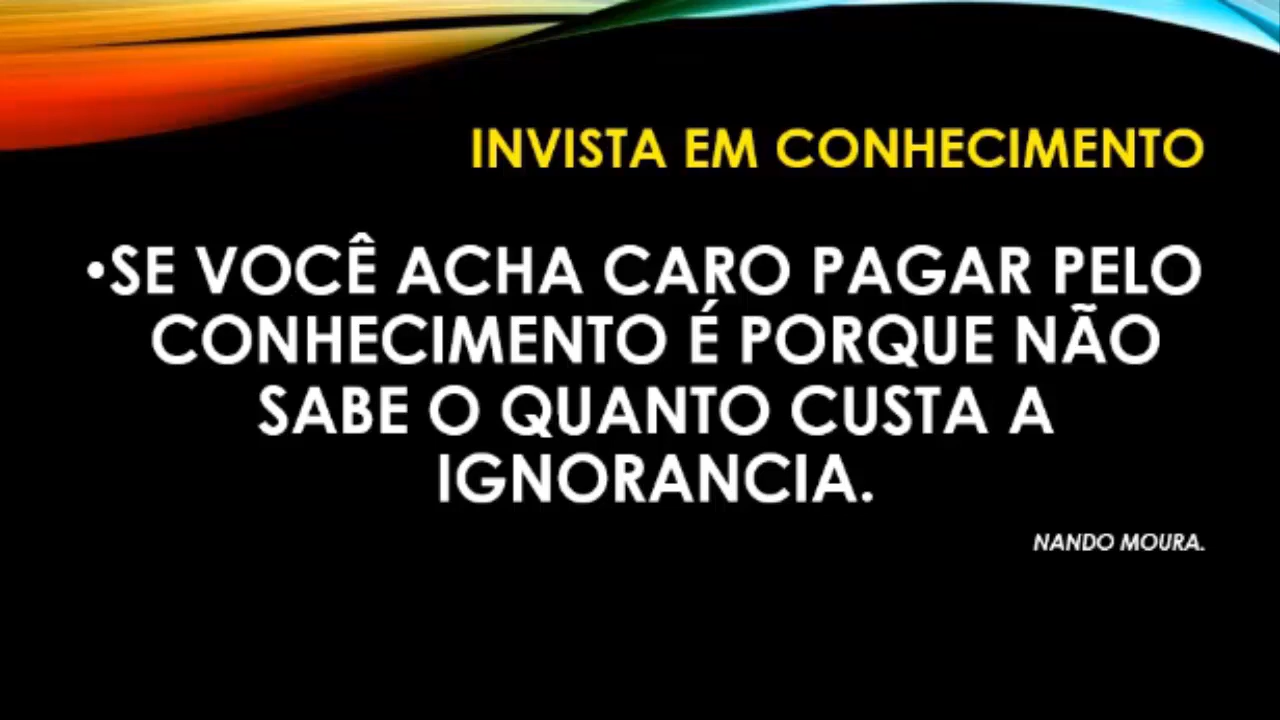 INVISTA EM CONHECIMENTO
•SE VOCÊ ACHA CARO PAGAR PELO
CONHECIMENTO É PORQUE NÃO
SABE O QUANTO CUSTA A
IGNORANCIA.
NANDO MOURA.